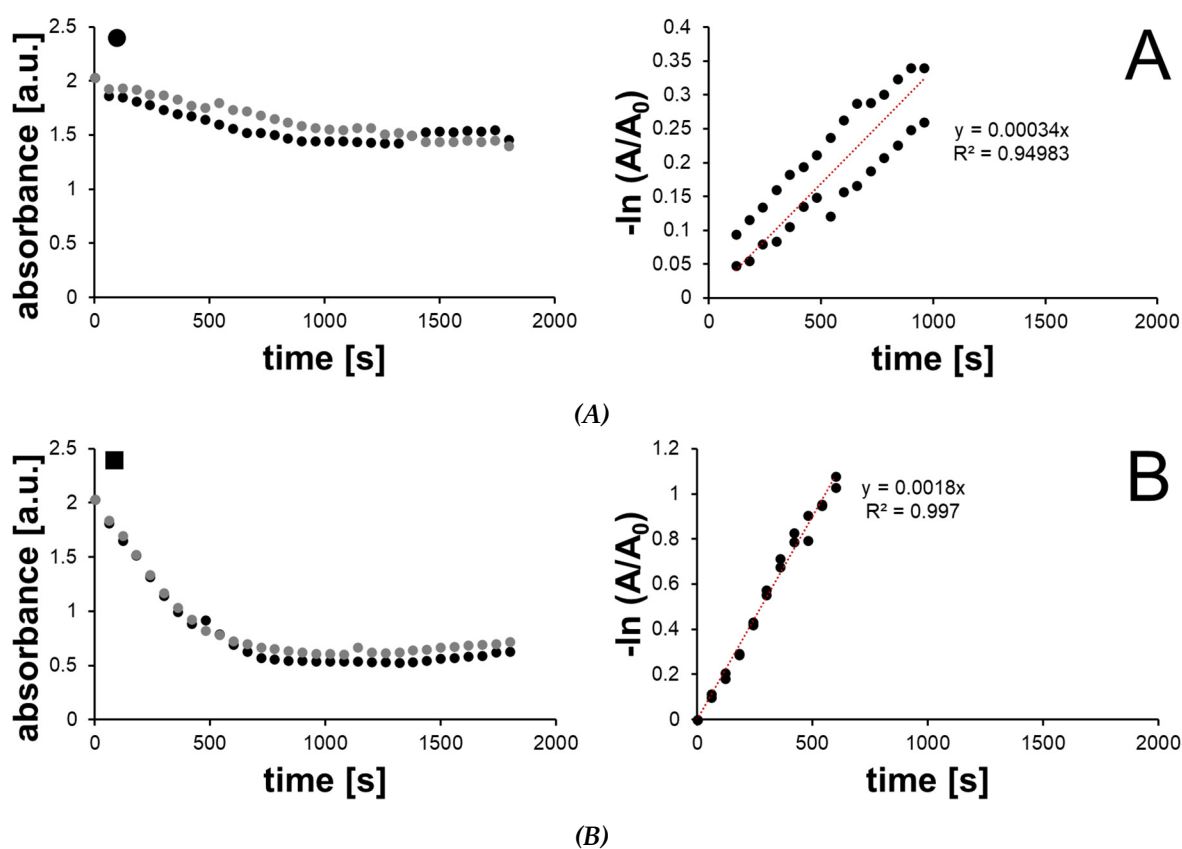 absorbance [a.u.]
2.5
2
1.5
1
0.5
0
0 500 1000 1500 2000
time [s]
-ln (A/A0)
0.4
0.35
0.3
0.25
0.2
0.15
0.1
0.05
0
0 500 1000 1500 2000
time [s]
y = 0.00034x
R² = 0.94983
A
(A)
absorbance [a.u.]
2.5
2
1.5
1
0.5
0
0 500 1000 1500 2000
time [s]
-ln (A/A0)
1.2
1
0.8
0.6
0.4
0.2
0
0 500 1000 1500 2000
time [s]
y = 0.0018x
R² = 0.997
B
(B)